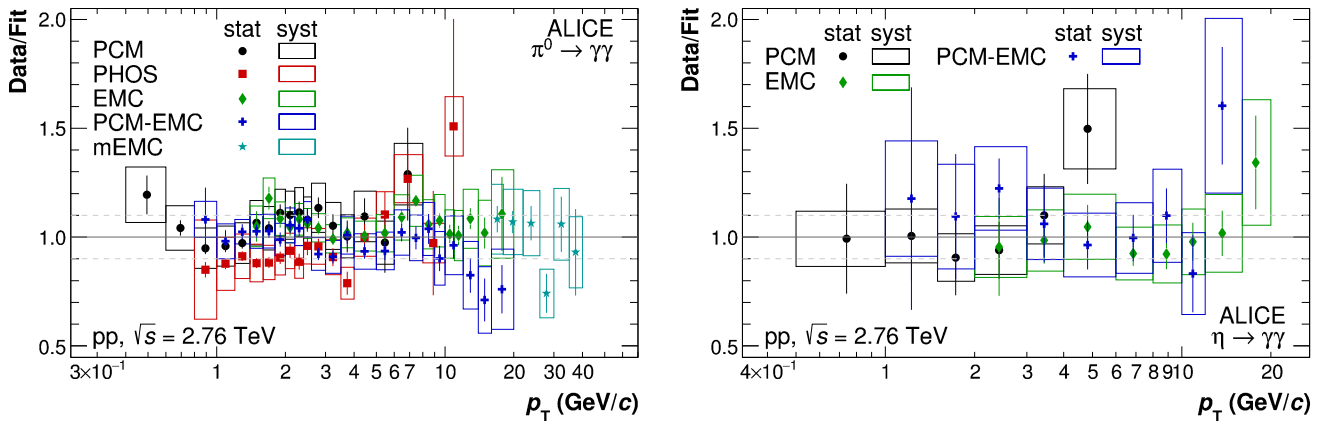 Data/Fit
2.0
1.5
1.0
0.5
stat syst
PCM
PHOS
EMC
PCM-EMC
mEMC
ALICE
π⁰ → γγ
pp, √s = 2.76 TeV
3×10⁻¹ 1 2 3 4 5 6 7 10 20 30
p_T (GeV/c)
Data/Fit
2.0
1.5
1.0
0.5
stat syst stat syst
PCM PCM-EMC
EMC
pp, √s = 2.76 TeV
ALICE
η → γγ
4×10⁻¹ 1 2 3 4 5 6 7 8 9 10 20
p_T (GeV/c)